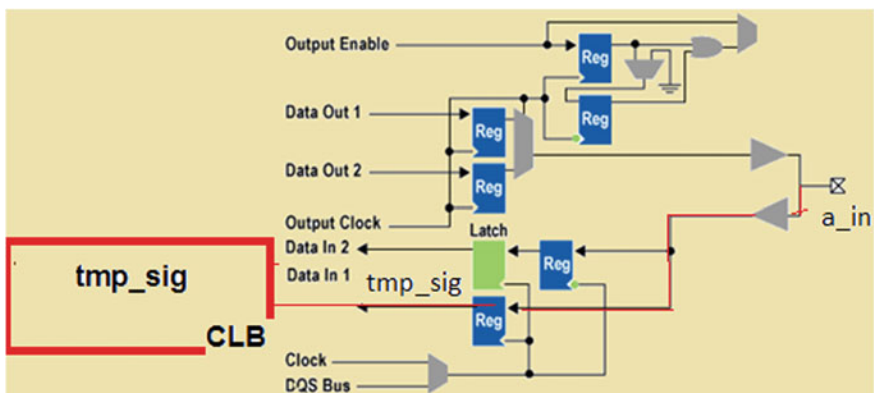 Output Enable
Reg
Reg
Data Out 1
Reg
Data Out 2
Reg
Output Clock
a_in
Latch
Data In 2
Reg
Data In 1
tmp_sig
tmp_sig
Reg
CLB
Clock
DQS Bus